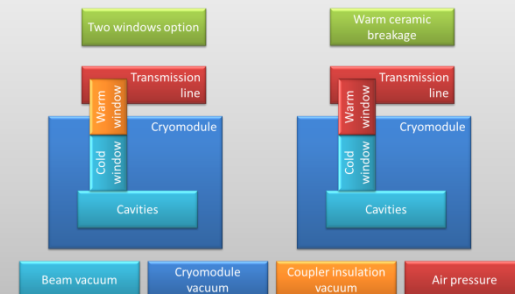 Two windows option
Warm ceramic
breakage
Transmission
line
Warm
window
Cryomodule
Cold
window
Cavities
Transmission
line
Warm
window
Cryomodule
Cold
window
Cavities
Beam vacuum
Cryomodule
vacuum
Coupler insulation
vacuum
Air pressure